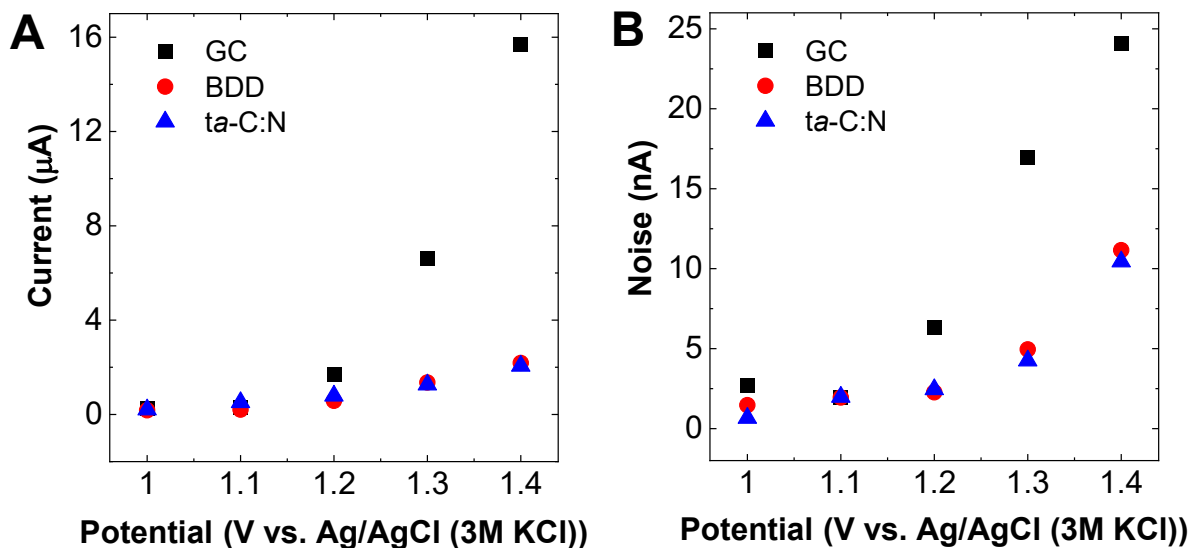 A
Current (μA)
16
12
8
4
0
GC
BDD
ta-C:N
1
1.1
1.2
1.3
1.4
Potential (V vs. Ag/AgCl (3M KCl))
B
Noise (nA)
25
20
15
10
5
0
GC
BDD
ta-C:N
1
1.1
1.2
1.3
1.4
Potential (V vs. Ag/AgCl (3M KCl))